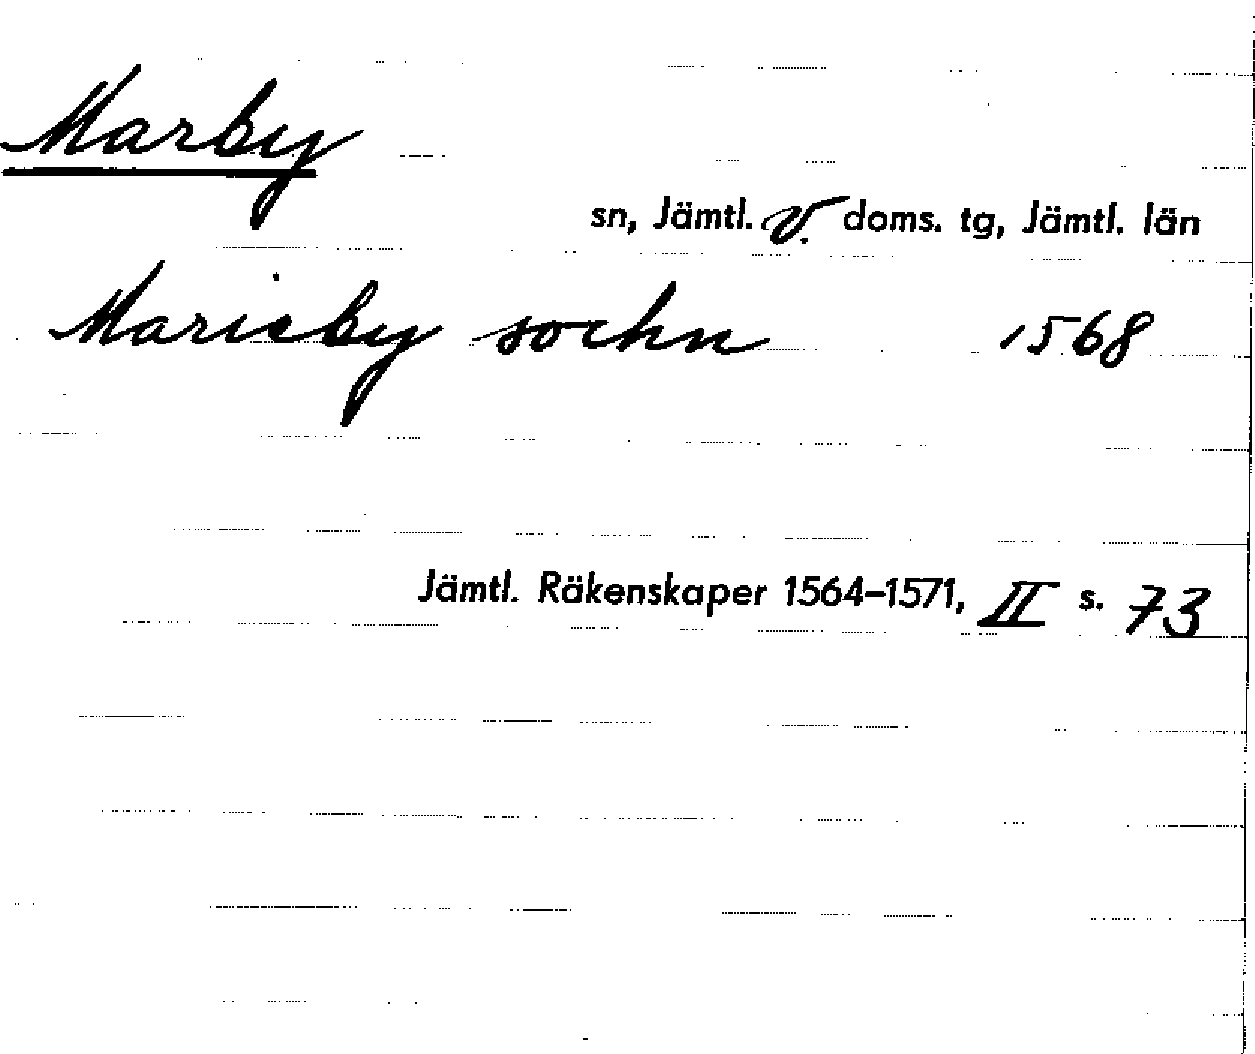 Marby
sn, Jämtl. V. doms. tg, Jämtl. län
Marieby sochn 1568
Jämtl. Räkenskaper 1564–1571, II s. 73